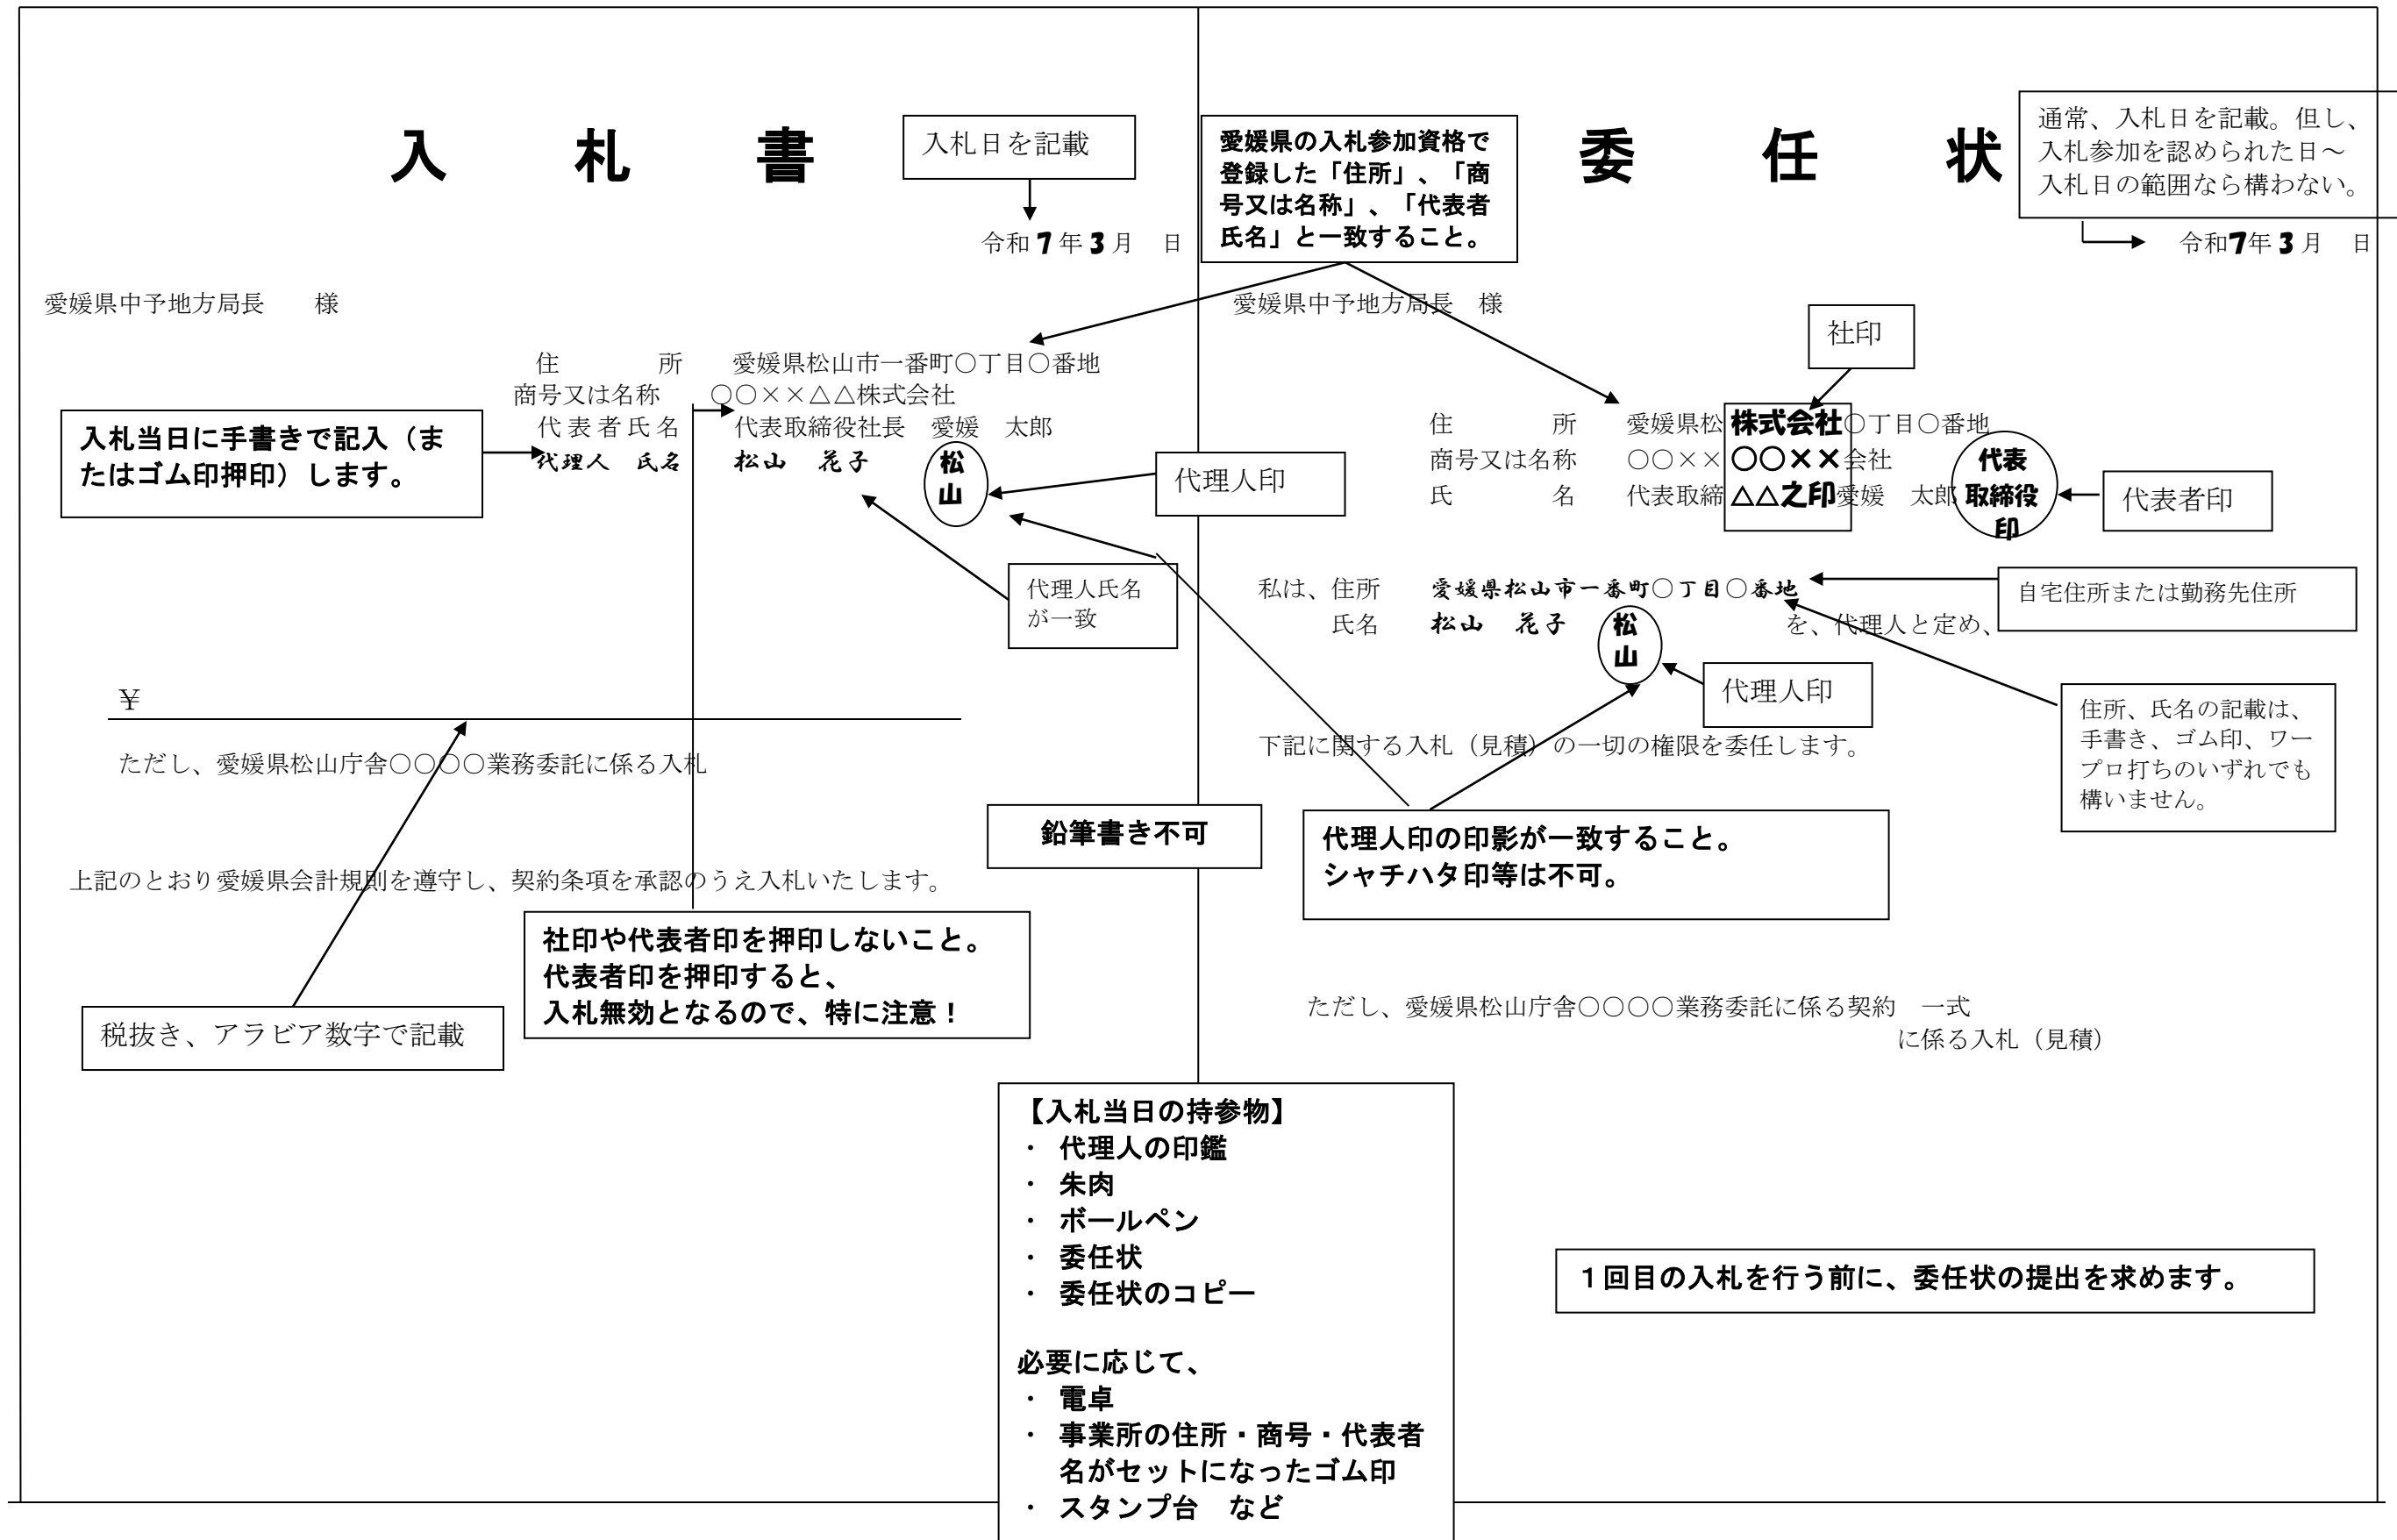 入　札　書
入札日を記載
令和７年３月　日
愛媛県中予地方局長　様
住　所　愛媛県松山市一番町○丁目○番地
商号又は名称　○○××△△株式会社
代表者氏名　代表取締役社長　愛媛　太郎
代理人　氏名　松山　花子
松
山
入札当日に手書きで記入（ま
たはゴム印押印）します。
代理人印
代理人氏名
が一致
￥
ただし、愛媛県松山庁舎○○○○業務委託に係る入札
上記のとおり愛媛県会計規則を遵守し、契約条項を承認のうえ入札いたします。
社印や代表者印を押印しないこと。
代表者印を押印すると、
入札無効となるので、特に注意！
税抜き、アラビア数字で記載
鉛筆書き不可
愛媛県の入札参加資格で
登録した「住所」、「商
号又は名称」、「代表者
氏名」と一致すること。
委　任　状
通常、入札日を記載。但し、
入札参加を認められた日～
入札日の範囲なら構わない。
令和７年３月　日
愛媛県中予地方局長　様
社印
住　所　愛媛県松　○丁目○番地
商号又は名称　○○××　会社
氏　名　代表取締　愛媛　太郎
株式会社
○○××
△△之印
代表
取締役
印
代表者印
私は、住所　愛媛県松山市一番町○丁目○番地
氏名　松山　花子　を、代理人と定め、
松
山
自宅住所または勤務先住所
代理人印
住所、氏名の記載は、
手書き、ゴム印、ワー
プロ打ちのいずれでも
構いません。
下記に関する入札（見積）の一切の権限を委任します。
代理人印の印影が一致すること。
シャチハタ印等は不可。
ただし、愛媛県松山庁舎○○○○業務委託に係る契約　一式
に係る入札（見積）
【入札当日の持参物】
・ 代理人の印鑑
・ 朱肉
・ ボールペン
・ 委任状
・ 委任状のコピー
必要に応じて、
・ 電卓
・ 事業所の住所・商号・代表者
名がセットになったゴム印
・ スタンプ台　など
１回目の入札を行う前に、委任状の提出を求めます。